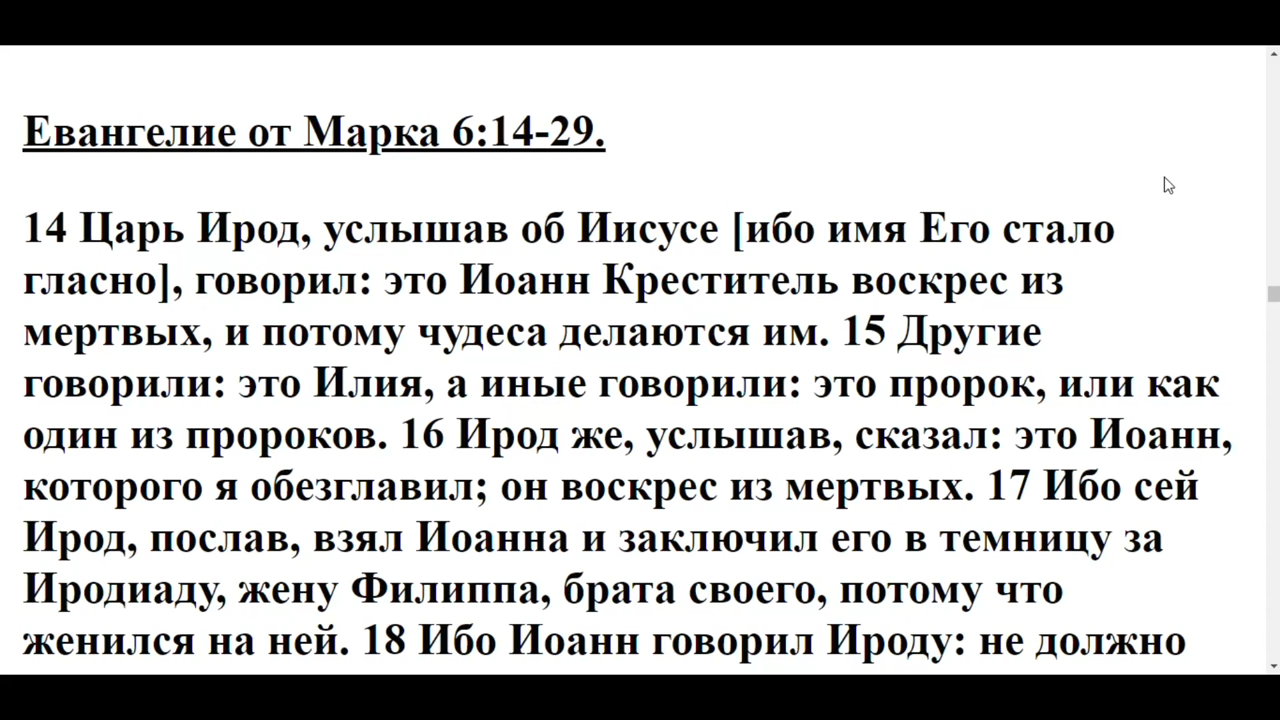 Евангелие от Марка 6:14-29.
14 Царь Ирод, услышав об Иисусе [ибо имя Его стало
гласно], говорил: это Иоанн Креститель воскрес из
мертвых, и потому чудеса делаются им. 15 Другие
говорили: это Илия, а иные говорили: это пророк, или как
один из пророков. 16 Ирод же, услышав, сказал: это Иоанн,
которого я обезглавил; он воскрес из мертвых. 17 Ибо сей
Ирод, послав, взял Иоанна и заключил его в темницу за
Иродиаду, жену Филиппа, брата своего, потому что
женился на ней. 18 Ибо Иоанн говорил Ироду: не должно